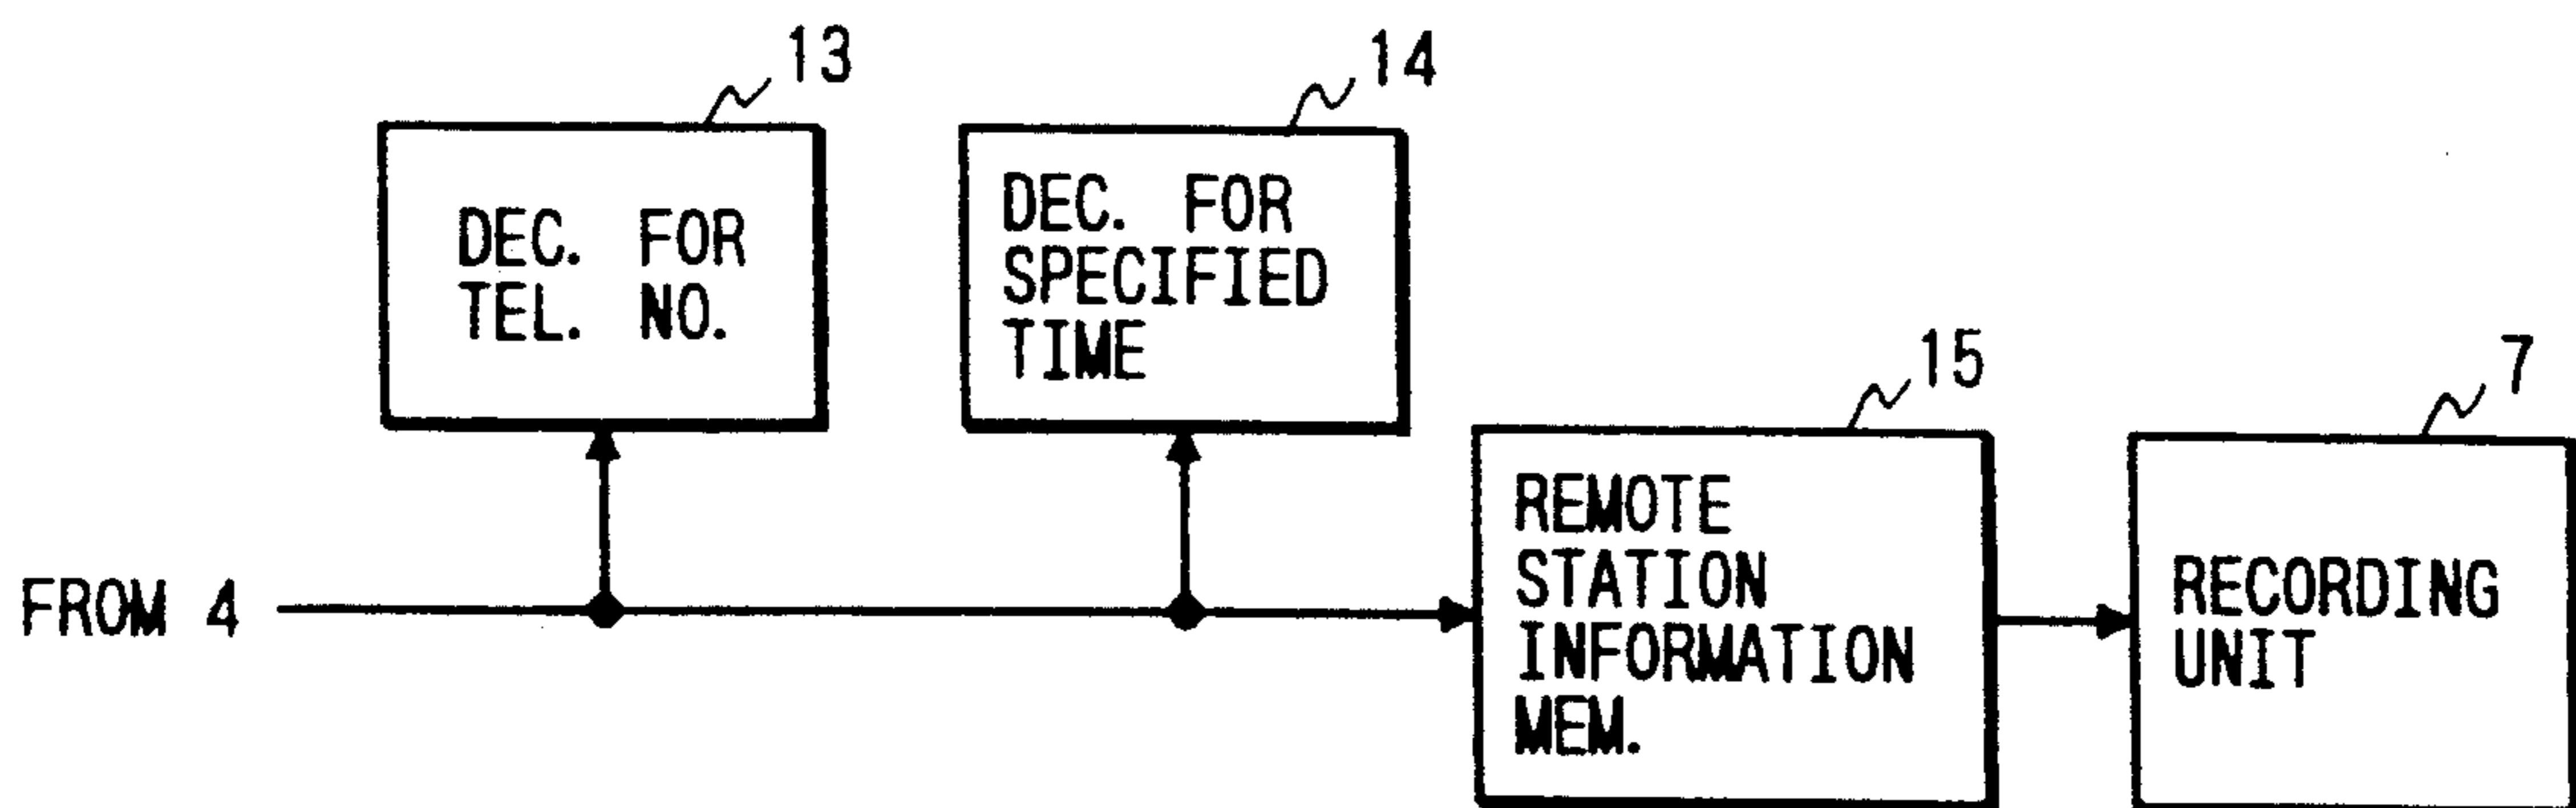 13
14
DEC. FOR
TEL. NO.
DEC. FOR
SPECIFIED
TIME
15
7
REMOTE
STATION
INFORMATION
MEM.
RECORDING
UNIT
FROM 4